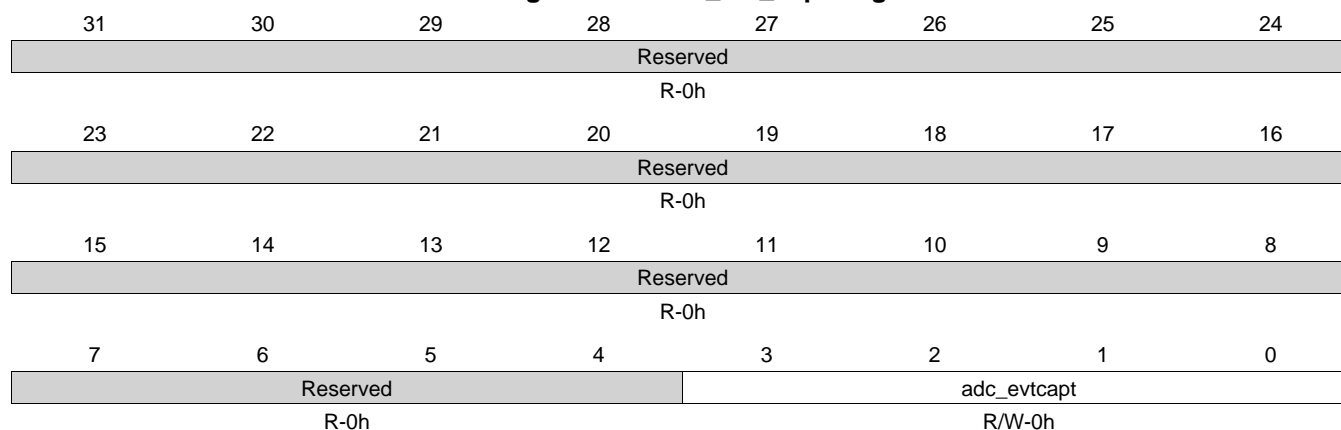 31 30 29 28 27 26 25 24
Reserved
R-0h
23 22 21 20 19 18 17 16
Reserved
R-0h
15 14 13 12 11 10 9 8
Reserved
R-0h
7 6 5 4 3 2 1 0
Reserved adc_evtcapt
R-0h R/W-0h